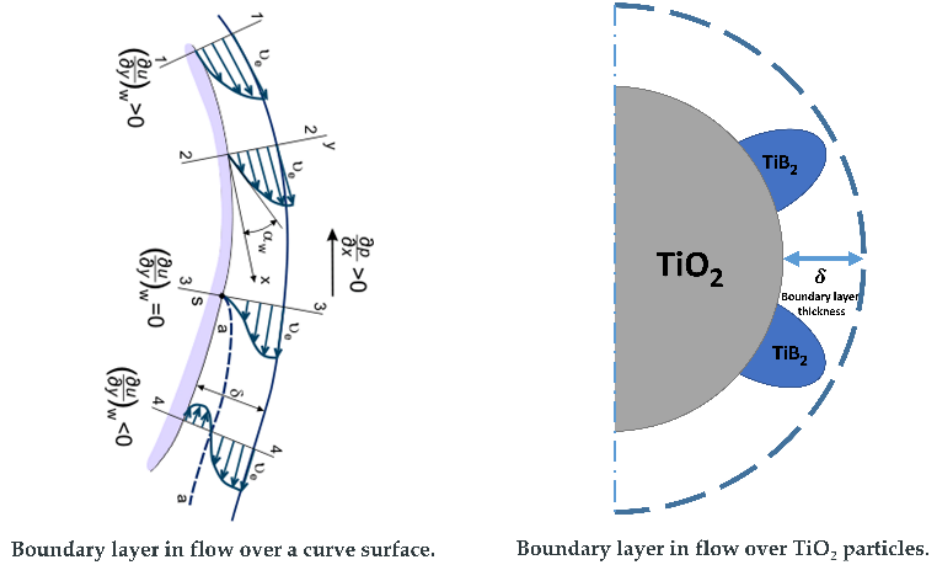 1
υₑ
1
(∂u/∂y)w>0
2
y
υₑ
2
αw
x
∂p/∂x >0
3
S
a
3
υₑ
(∂u/∂y)w=0
δ
4
4
υₑ
(∂u/∂y)w<0
a
Boundary layer in flow over a curve surface.
TiB₂
TiO₂
δ
Boundary layer
thickness
TiB₂
Boundary layer in flow over TiO₂ particles.